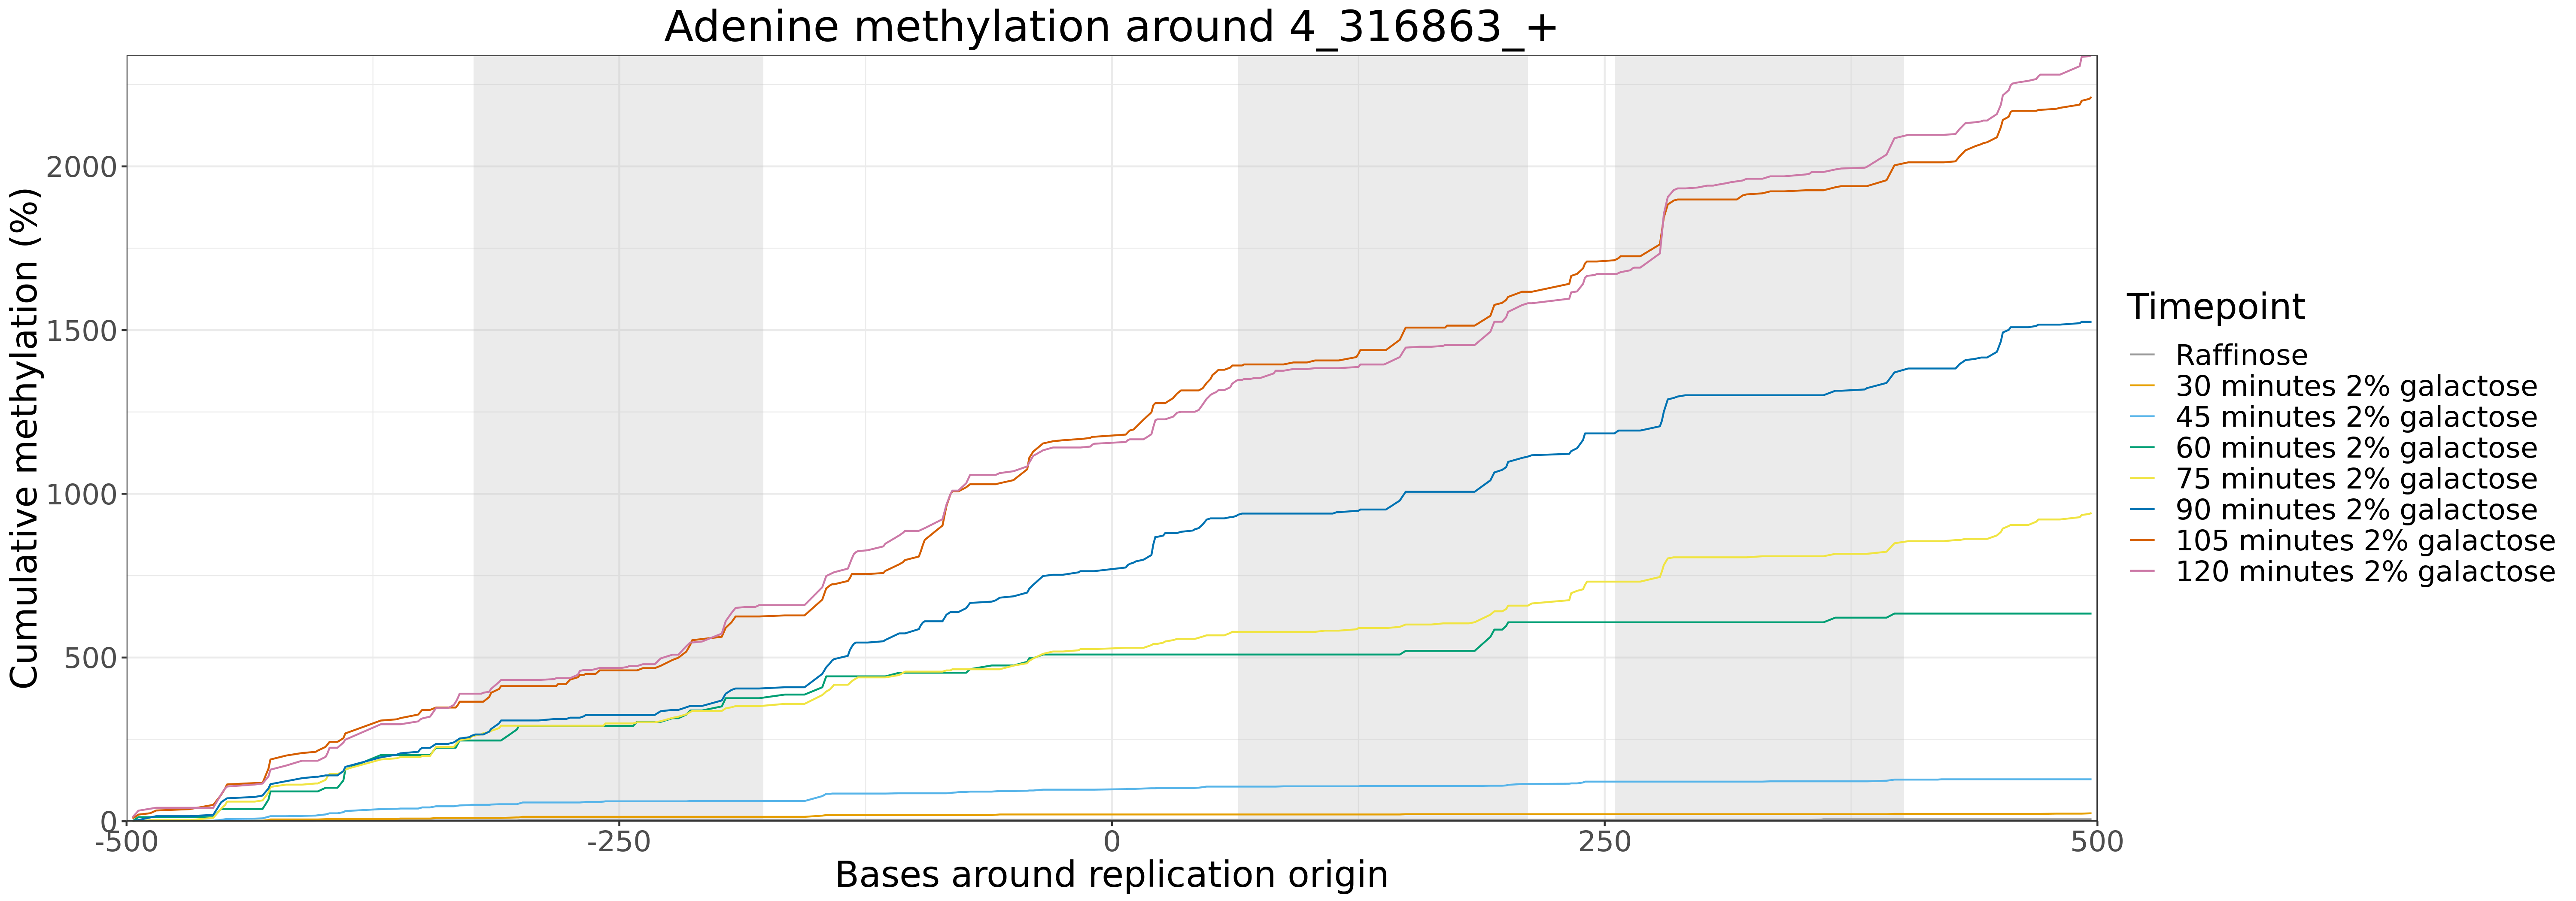 Adenine methylation around 4_316863_+
Cumulative methylation (%)
2000
1500
1000
500
0
-500
-250
0
250
500
Bases around replication origin
Timepoint
Raffinose
30 minutes 2% galactose
45 minutes 2% galactose
60 minutes 2% galactose
75 minutes 2% galactose
90 minutes 2% galactose
105 minutes 2% galactose
120 minutes 2% galactose